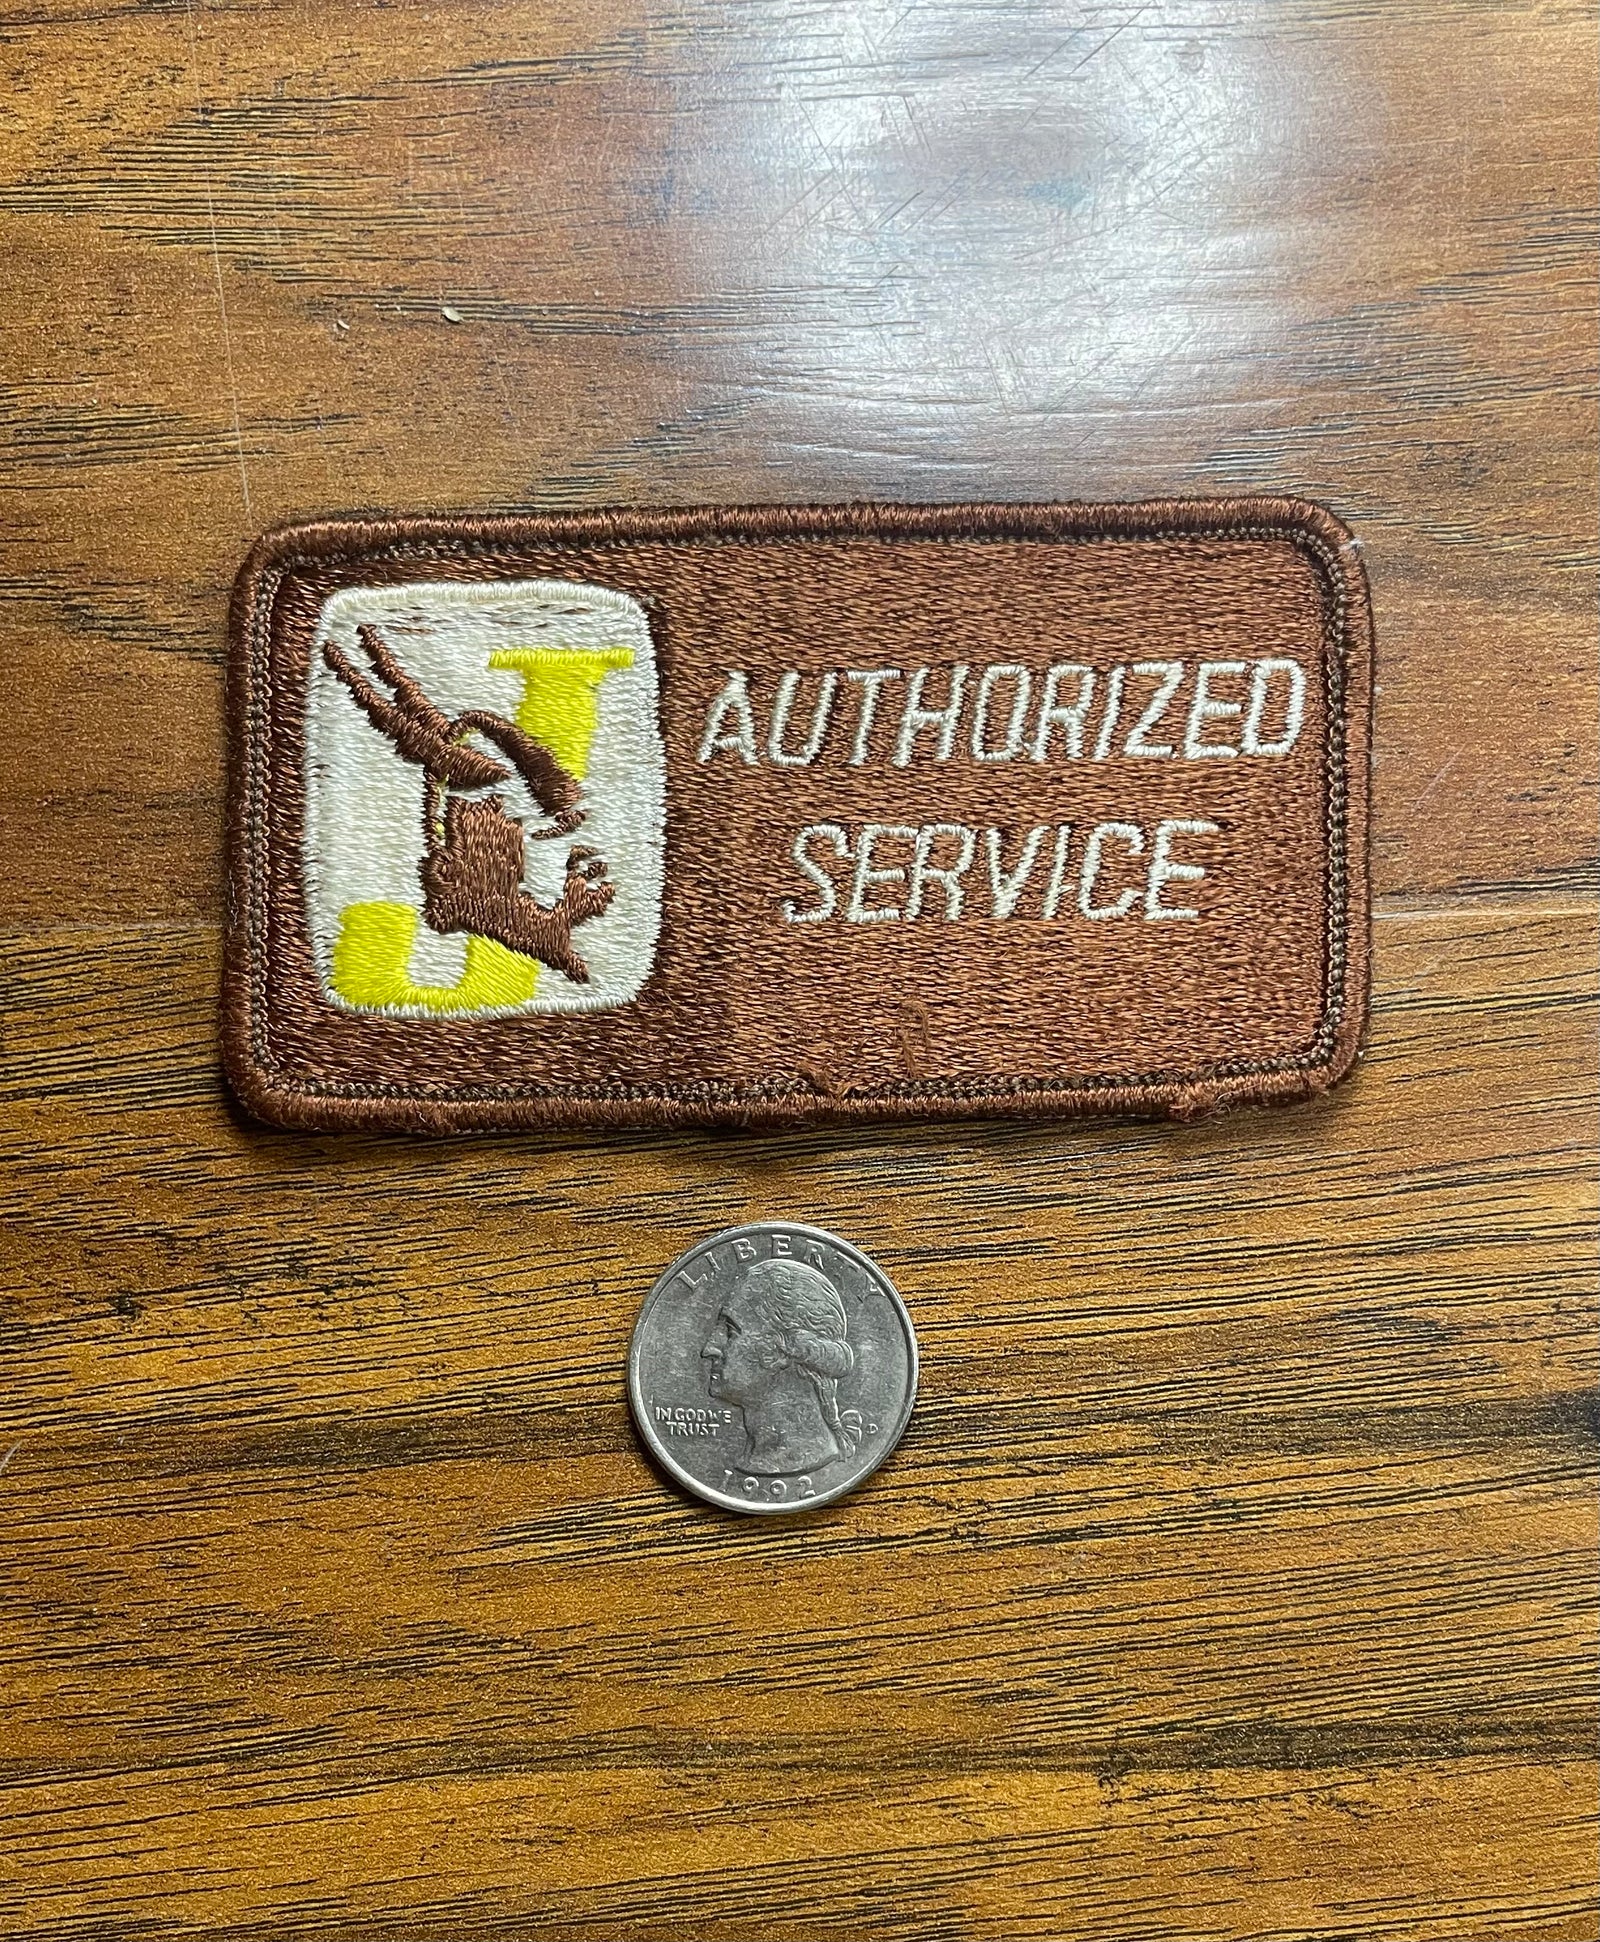 J
AUTHORIZED
SERVICE
LIBERTY
IN GOD WE
TRUST
D
1992